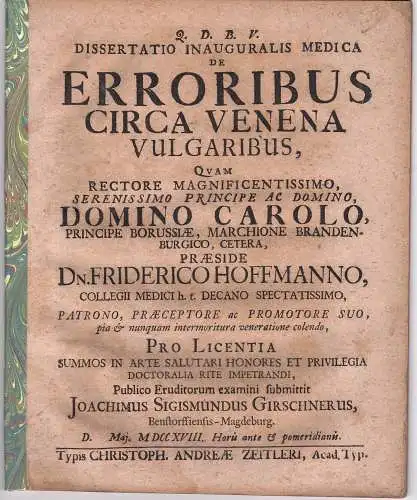 Q. D. B. V.
DISSERTATIO INAUGURALIS MEDICA
DE
ERRORIBUS
CIRCA VENENA
VULGARIBUS,
QVAM
RECTORE MAGNIFICENTISSIMO,
SERENISSIMO PRINCIPE AC DOMINO,
DOMINO CAROLO,
PRINCIPE BORUSSIÆ, MARCHIONE BRANDEN-
BURGICO, CETERA,
PRÆSIDE
DN. FRIDERICO HOFFMANNO,
COLLEGII MEDICI h. t. DECANO SPECTATISSIMO,
PATRONO, PRÆCEPTORE ac PROMOTORE SUO,
pia & nunquam intermoritura veneratione colendo,
PRO LICENTIA
SUMMOS IN ARTE SALUTARI HONORES ET PRIVILEGIA
DOCTORALIA RITE IMPETRANDI,
Publico Eruditorum examini submittit
JOACHIMUS SIGISMUNDUS GIRSCHNERUS,
Benstorffiensis-Magdeburg.
D. Maj. MDCCXVIII. Horis ante & pomeridianis.
Typis CHRISTOPH. ANDREÆ ZEITLERI, Acad. Typ.